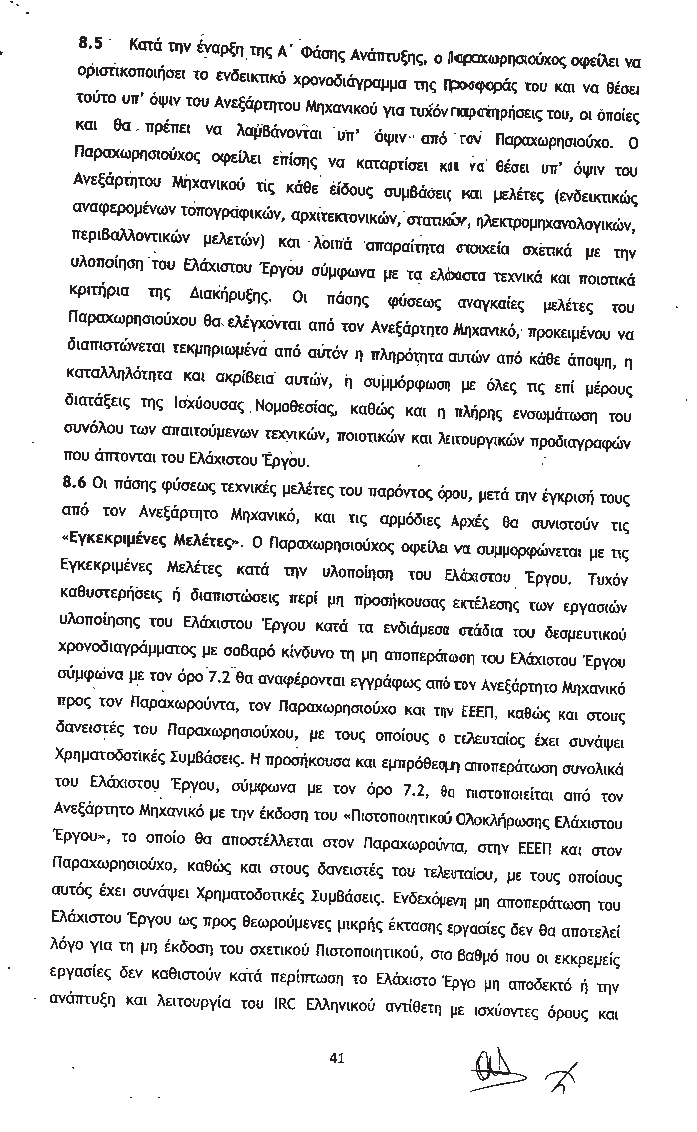 8.5 Κατά την έναρξη της Α΄ Φάσης Ανάπτυξης, ο Παραχωρησιούχος οφείλει να
οριστικοποιήσει το ενδεικτικό χρονοδιάγραμμα της Προσφοράς του και να θέσει
τούτο υπ’ όψιν του Ανεξάρτητου Μηχανικού για τυχόν παρατηρήσεις του, οι οποίες
και θα πρέπει να λαμβάνονται υπ’ όψιν από τον Παραχωρησιούχο. Ο
Παραχωρησιούχος οφείλει επίσης να καταρτίσει και να θέσει υπ’ όψιν του
Ανεξάρτητου Μηχανικού τις κάθε είδους συμβάσεις και μελέτες (ενδεικτικώς
αναφερομένων τοπογραφικών, αρχιτεκτονικών, στατικών, ηλεκτρομηχανολογικών,
περιβαλλοντικών μελετών) και λοιπά απαραίτητα στοιχεία σχετικά με την
υλοποίηση του Ελάχιστου Έργου σύμφωνα με τα ελάχιστα τεχνικά και ποιοτικά
κριτήρια της Διακήρυξης. Οι πάσης φύσεως αναγκαίες μελέτες του
Παραχωρησιούχου θα ελέγχονται από τον Ανεξάρτητο Μηχανικό, προκειμένου να
διαπιστώνεται τεκμηριωμένα από αυτόν η πληρότητα αυτών από κάθε άποψη, η
καταλληλότητα και ακρίβεια αυτών, η συμμόρφωση με όλες τις επί μέρους
διατάξεις της Ισχύουσας Νομοθεσίας, καθώς και η πλήρης ενσωμάτωση του
συνόλου των απαιτούμενων τεχνικών, ποιοτικών και λειτουργικών προδιαγραφών
που άπτονται του Ελάχιστου Έργου.
8.6 Οι πάσης φύσεως τεχνικές μελέτες του παρόντος όρου, μετά την έγκρισή τους
από τον Ανεξάρτητο Μηχανικό, και τις αρμόδιες Αρχές θα συνιστούν τις
«Εγκεκριμένες Μελέτες». Ο Παραχωρησιούχος οφείλει να συμμορφώνεται με τις
Εγκεκριμένες Μελέτες κατά την υλοποίηση του Ελάχιστου Έργου. Τυχόν
καθυστερήσεις ή διαπιστώσεις περί μη προσήκουσας εκτέλεσης των εργασιών
υλοποίησης του Ελάχιστου Έργου κατά τα ενδιάμεσα στάδια του δεσμευτικού
χρονοδιαγράμματος με σοβαρό κίνδυνο τη μη αποπεράτωση του Ελάχιστου Έργου
σύμφωνα με τον όρο 7.2 θα αναφέρονται εγγράφως από τον Ανεξάρτητο Μηχανικό
προς τον Παραχωρούντα, τον Παραχωρησιούχο και την ΕΕΕΠ, καθώς και στους
δανειστές του Παραχωρησιούχου, με τους οποίους ο τελευταίος έχει συνάψει
Χρηματοδοτικές Συμβάσεις. Η προσήκουσα και εμπρόθεσμη αποπεράτωση συνολικά
του Ελάχιστου Έργου, σύμφωνα με τον όρο 7.2, θα πιστοποιείται από τον
Ανεξάρτητο Μηχανικό με την έκδοση του «Πιστοποιητικού Ολοκλήρωσης Ελάχιστου
Έργου», το οποίο θα αποστέλλεται στον Παραχωρούντα, στην ΕΕΕΠ και στον
Παραχωρησιούχο, καθώς και στους δανειστές του τελευταίου, με τους οποίους
αυτός έχει συνάψει Χρηματοδοτικές Συμβάσεις. Ενδεχόμενη μη αποπεράτωση του
Ελάχιστου Έργου ως προς θεωρούμενες μικρής έκτασης εργασίες δεν θα αποτελεί
λόγο για τη μη έκδοση του σχετικού Πιστοποιητικού, στο βαθμό που οι εκκρεμείς
εργασίες δεν καθιστούν κατά περίπτωση το Ελάχιστο Έργο μη αποδεκτό ή την
ανάπτυξη και λειτουργία του IRC Ελληνικού αντίθετη με ισχύοντες όρους και
41